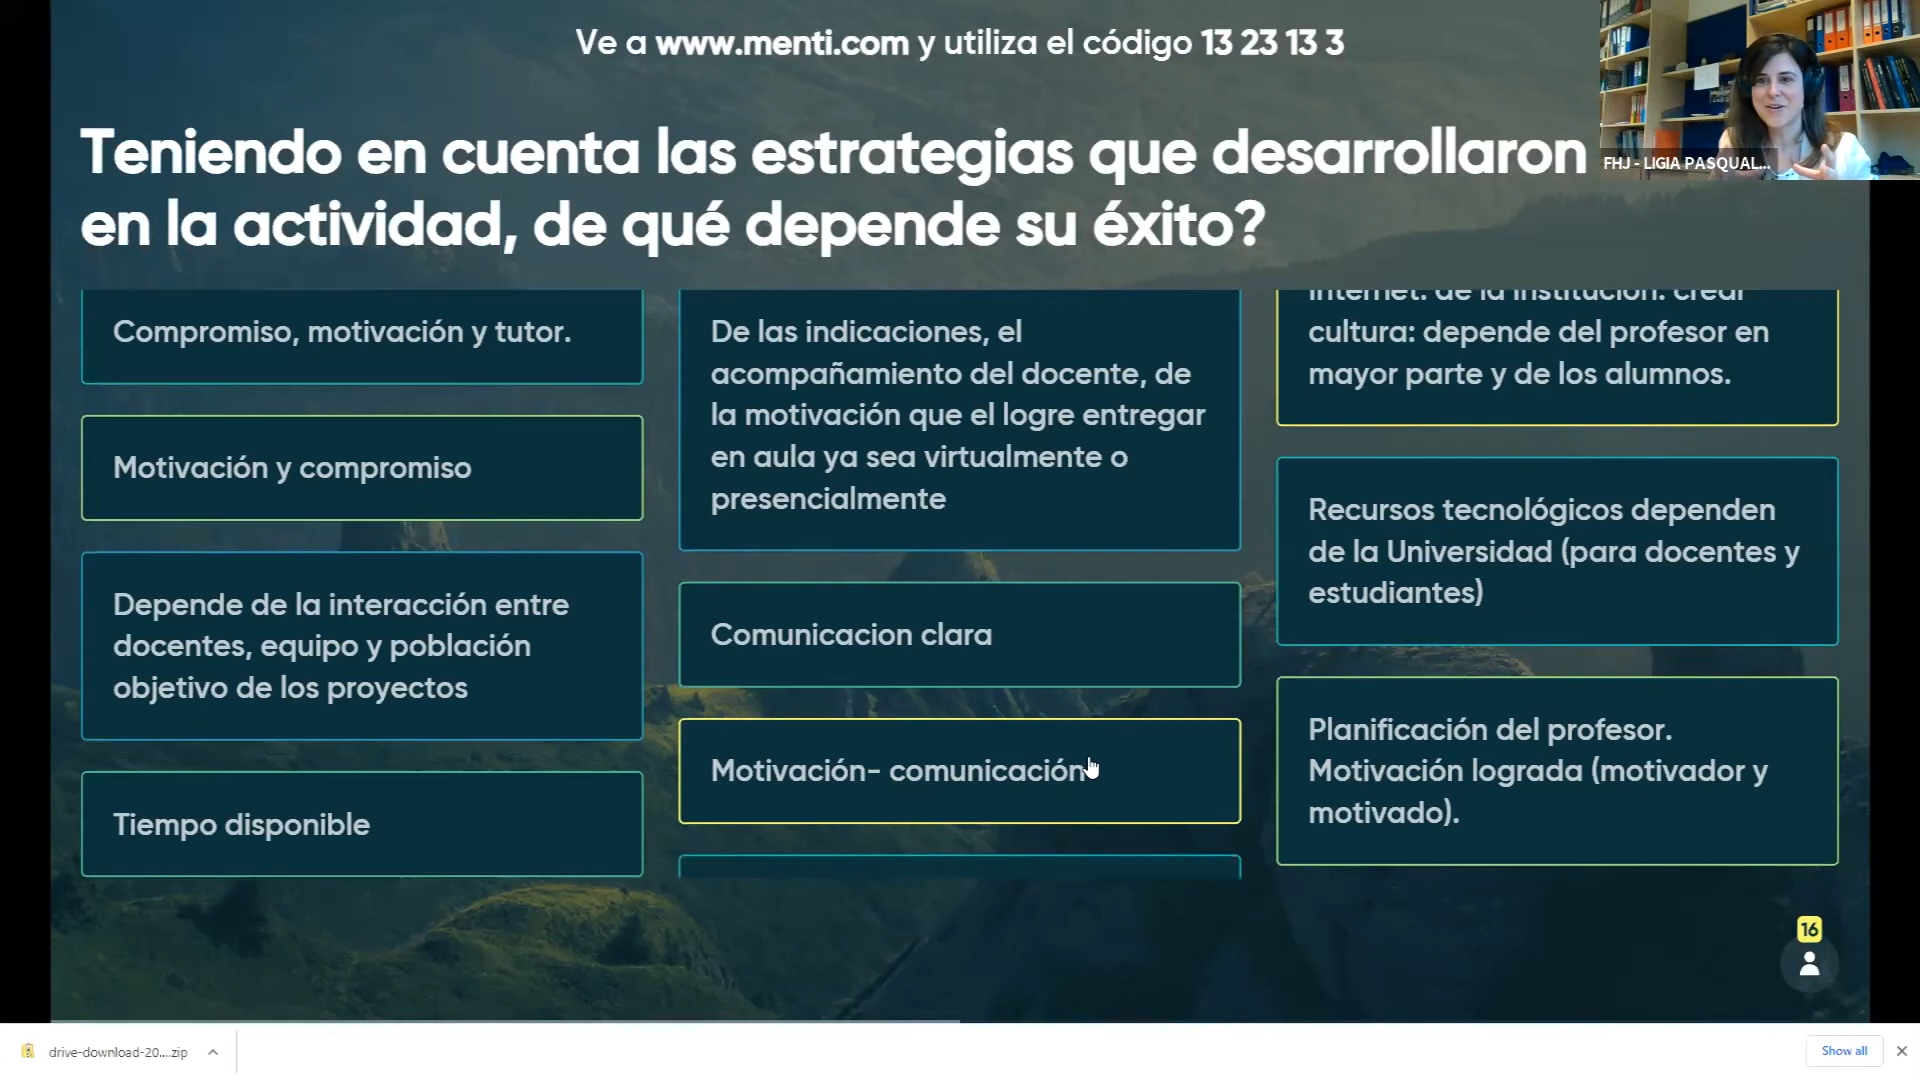 Ve a www.menti.com y utiliza el código 13 23 13 3
FHJ - LIGIA PASQUAL...
Teniendo en cuenta las estrategias que desarrollaron
en la actividad, de qué depende su éxito?
Compromiso, motivación y tutor.
Motivación y compromiso
Depende de la interacción entre
docentes, equipo y población
objetivo de los proyectos
Tiempo disponible
De las indicaciones, el
acompañamiento del docente, de
la motivación que el logre entregar
en aula ya sea virtualmente o
presencialmente
Comunicacion clara
Motivación- comunicación
internet: de la institución: crear
cultura: depende del profesor en
mayor parte y de los alumnos.
Recursos tecnológicos dependen
de la Universidad (para docentes y
estudiantes)
Planificación del profesor.
Motivación lograda (motivador y
motivado).
16
drive-download-20....zip
Show all